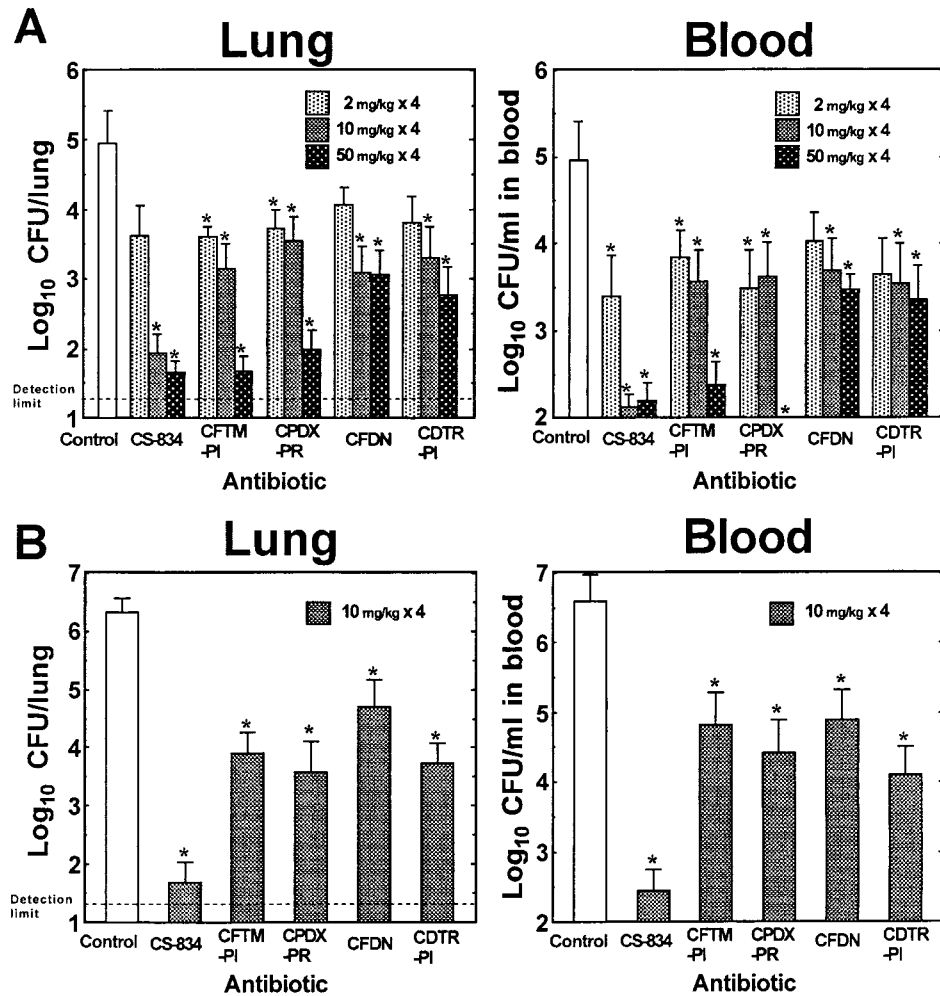 A
Lung
Log10 CFU/lung
6
5
4
3
2
1
Detection
limit
2 mg/kg x 4
10 mg/kg x 4
50 mg/kg x 4
* * * * * * * * * * *
Control CS-834 CFTM CPDX CFDN CDTR
-PI -PR -PI
Antibiotic
Blood
Log10 CFU/ml in blood
6
5
4
3
2
2 mg/kg x 4
10 mg/kg x 4
50 mg/kg x 4
* * * * * * * * * * * * *
Control CS-834 CFTM CPDX CFDN CDTR
-PI -PR -PI
Antibiotic
B
Lung
Log10 CFU/lung
7
6
5
4
3
2
1
Detection
limit
10 mg/kg x 4
* * * * *
Control CS-834 CFTM CPDX CFDN CDTR
-PI -PR -PI
Antibiotic
Blood
Log10 CFU/ml in blood
7
6
5
4
3
2
10 mg/kg x 4
* * * * *
Control CS-834 CFTM CPDX CFDN CDTR
-PI -PR -PI
Antibiotic